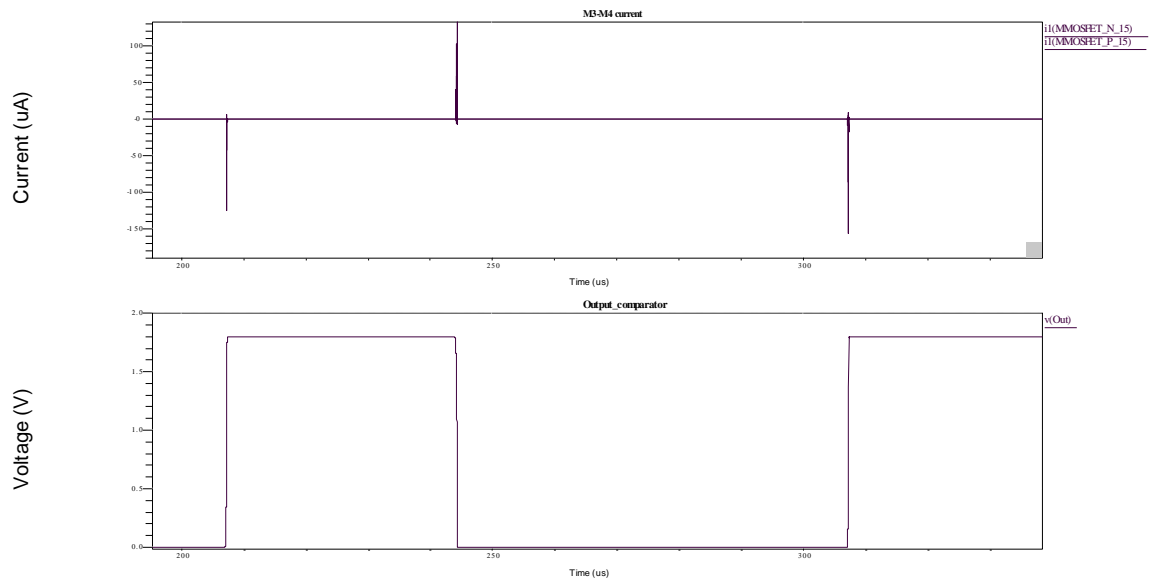 M3-M4 current
i1(MMOSFET_N_15)
i1(MMOSFET_P_15)
Current (uA)
100
50
-0
-50
-100
-150
200
250
300
Time (us)
Output_comparator
v(Out)
Voltage (V)
2.0
1.5
1.0
0.5
0.0
200
250
300
Time (us)